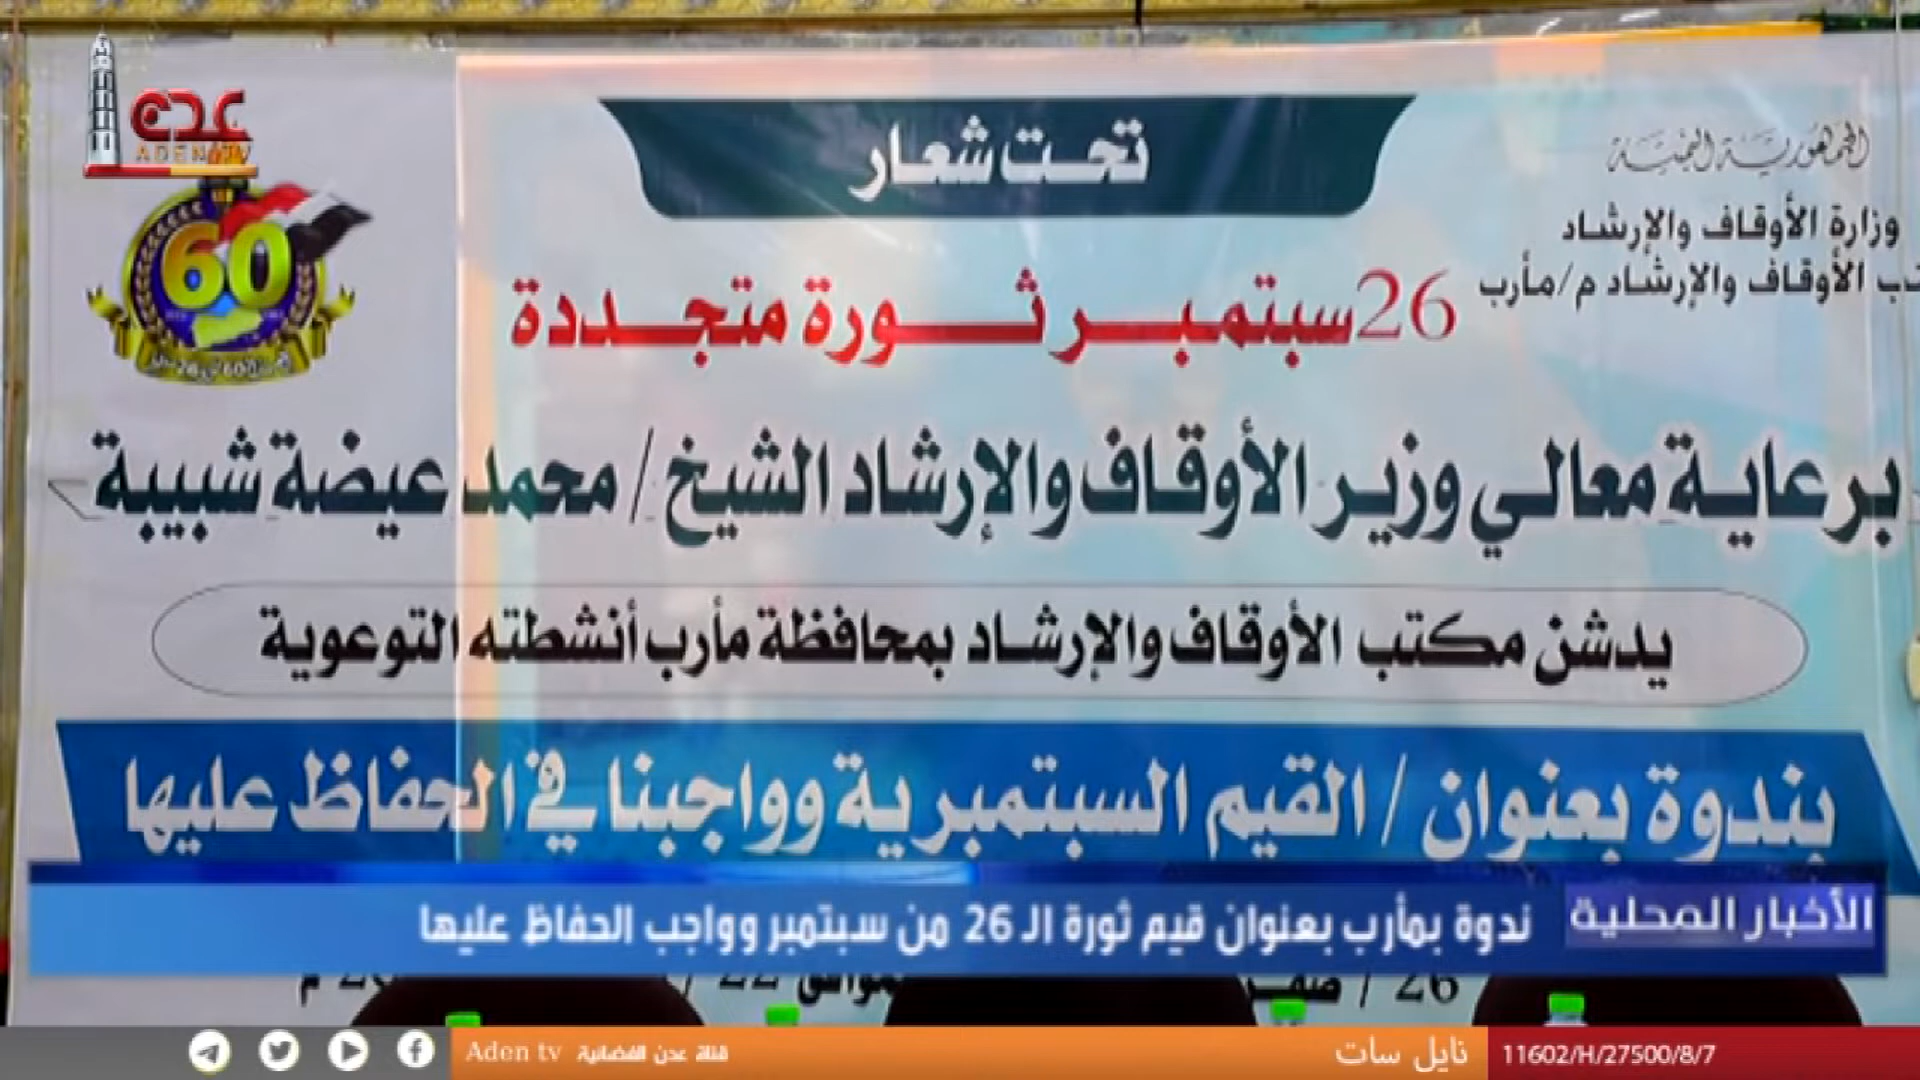 عدن
ADEN TV
الجمهورية اليمنية
وزارة الأوقاف والإرشاد
الأوقاف والإرشاد م/مأرب
60
تحت شعار
26سبتمبر ثورة متجددة
برعاية معالي وزير الأوقاف والإرشاد الشيخ / محمد عيضة شبيبة
يدشن مكتب الأوقاف والإرشاد بمحافظة مأرب أنشطته التوعوية
بندوة بعنوان / القيم السبتمبرية وواجبنا في الحفاظ عليها
الأخبار المحلية
ندوة بمأرب بعنوان قيم ثورة الـ 26 من سبتمبر وواجب الحفاظ عليها
26 / صفر
م
Aden tv قناة عدن الفضائية
نايل سات
11602/H/27500/8/7